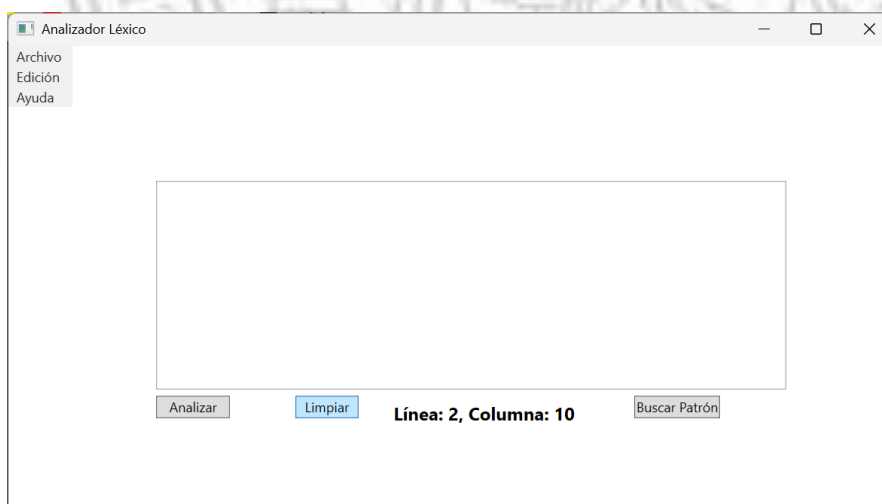 Analizador Léxico
Archivo
Edición
Ayuda
Analizar
Limpiar
Línea: 2, Columna: 10
Buscar Patrón